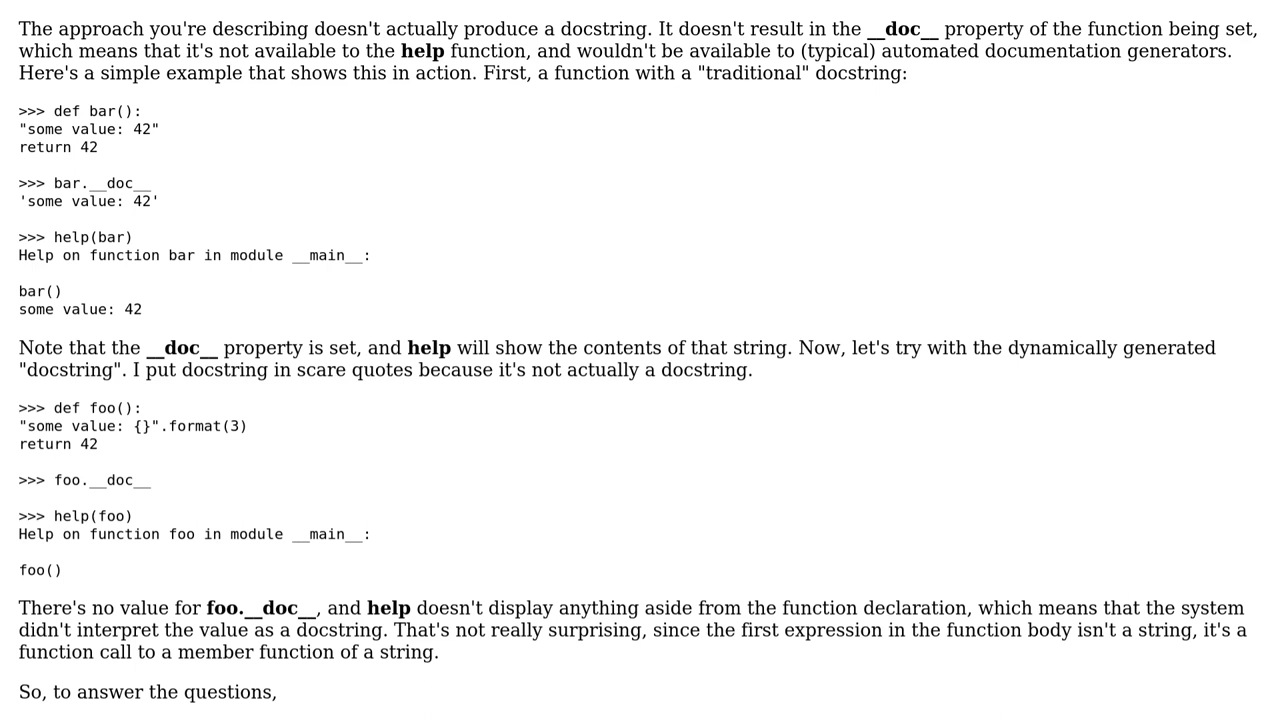 The approach you're describing doesn't actually produce a docstring. It doesn't result in the __doc__ property of the function being set,
which means that it's not available to the help function, and wouldn't be available to (typical) automated documentation generators.
Here's a simple example that shows this in action. First, a function with a "traditional" docstring:
>>> def bar():
"some value: 42"
return 42
>>> bar.__doc__
'some value: 42'
>>> help(bar)
Help on function bar in module __main__:
bar()
some value: 42
Note that the __doc__ property is set, and help will show the contents of that string. Now, let's try with the dynamically generated
"docstring". I put docstring in scare quotes because it's not actually a docstring.
>>> def foo():
"some value: {}".format(3)
return 42
>>> foo.__doc__
>>> help(foo)
Help on function foo in module __main__:
foo()
There's no value for foo.__doc__, and help doesn't display anything aside from the function declaration, which means that the system
didn't interpret the value as a docstring. That's not really surprising, since the first expression in the function body isn't a string, it's a
function call to a member function of a string.
So, to answer the questions,